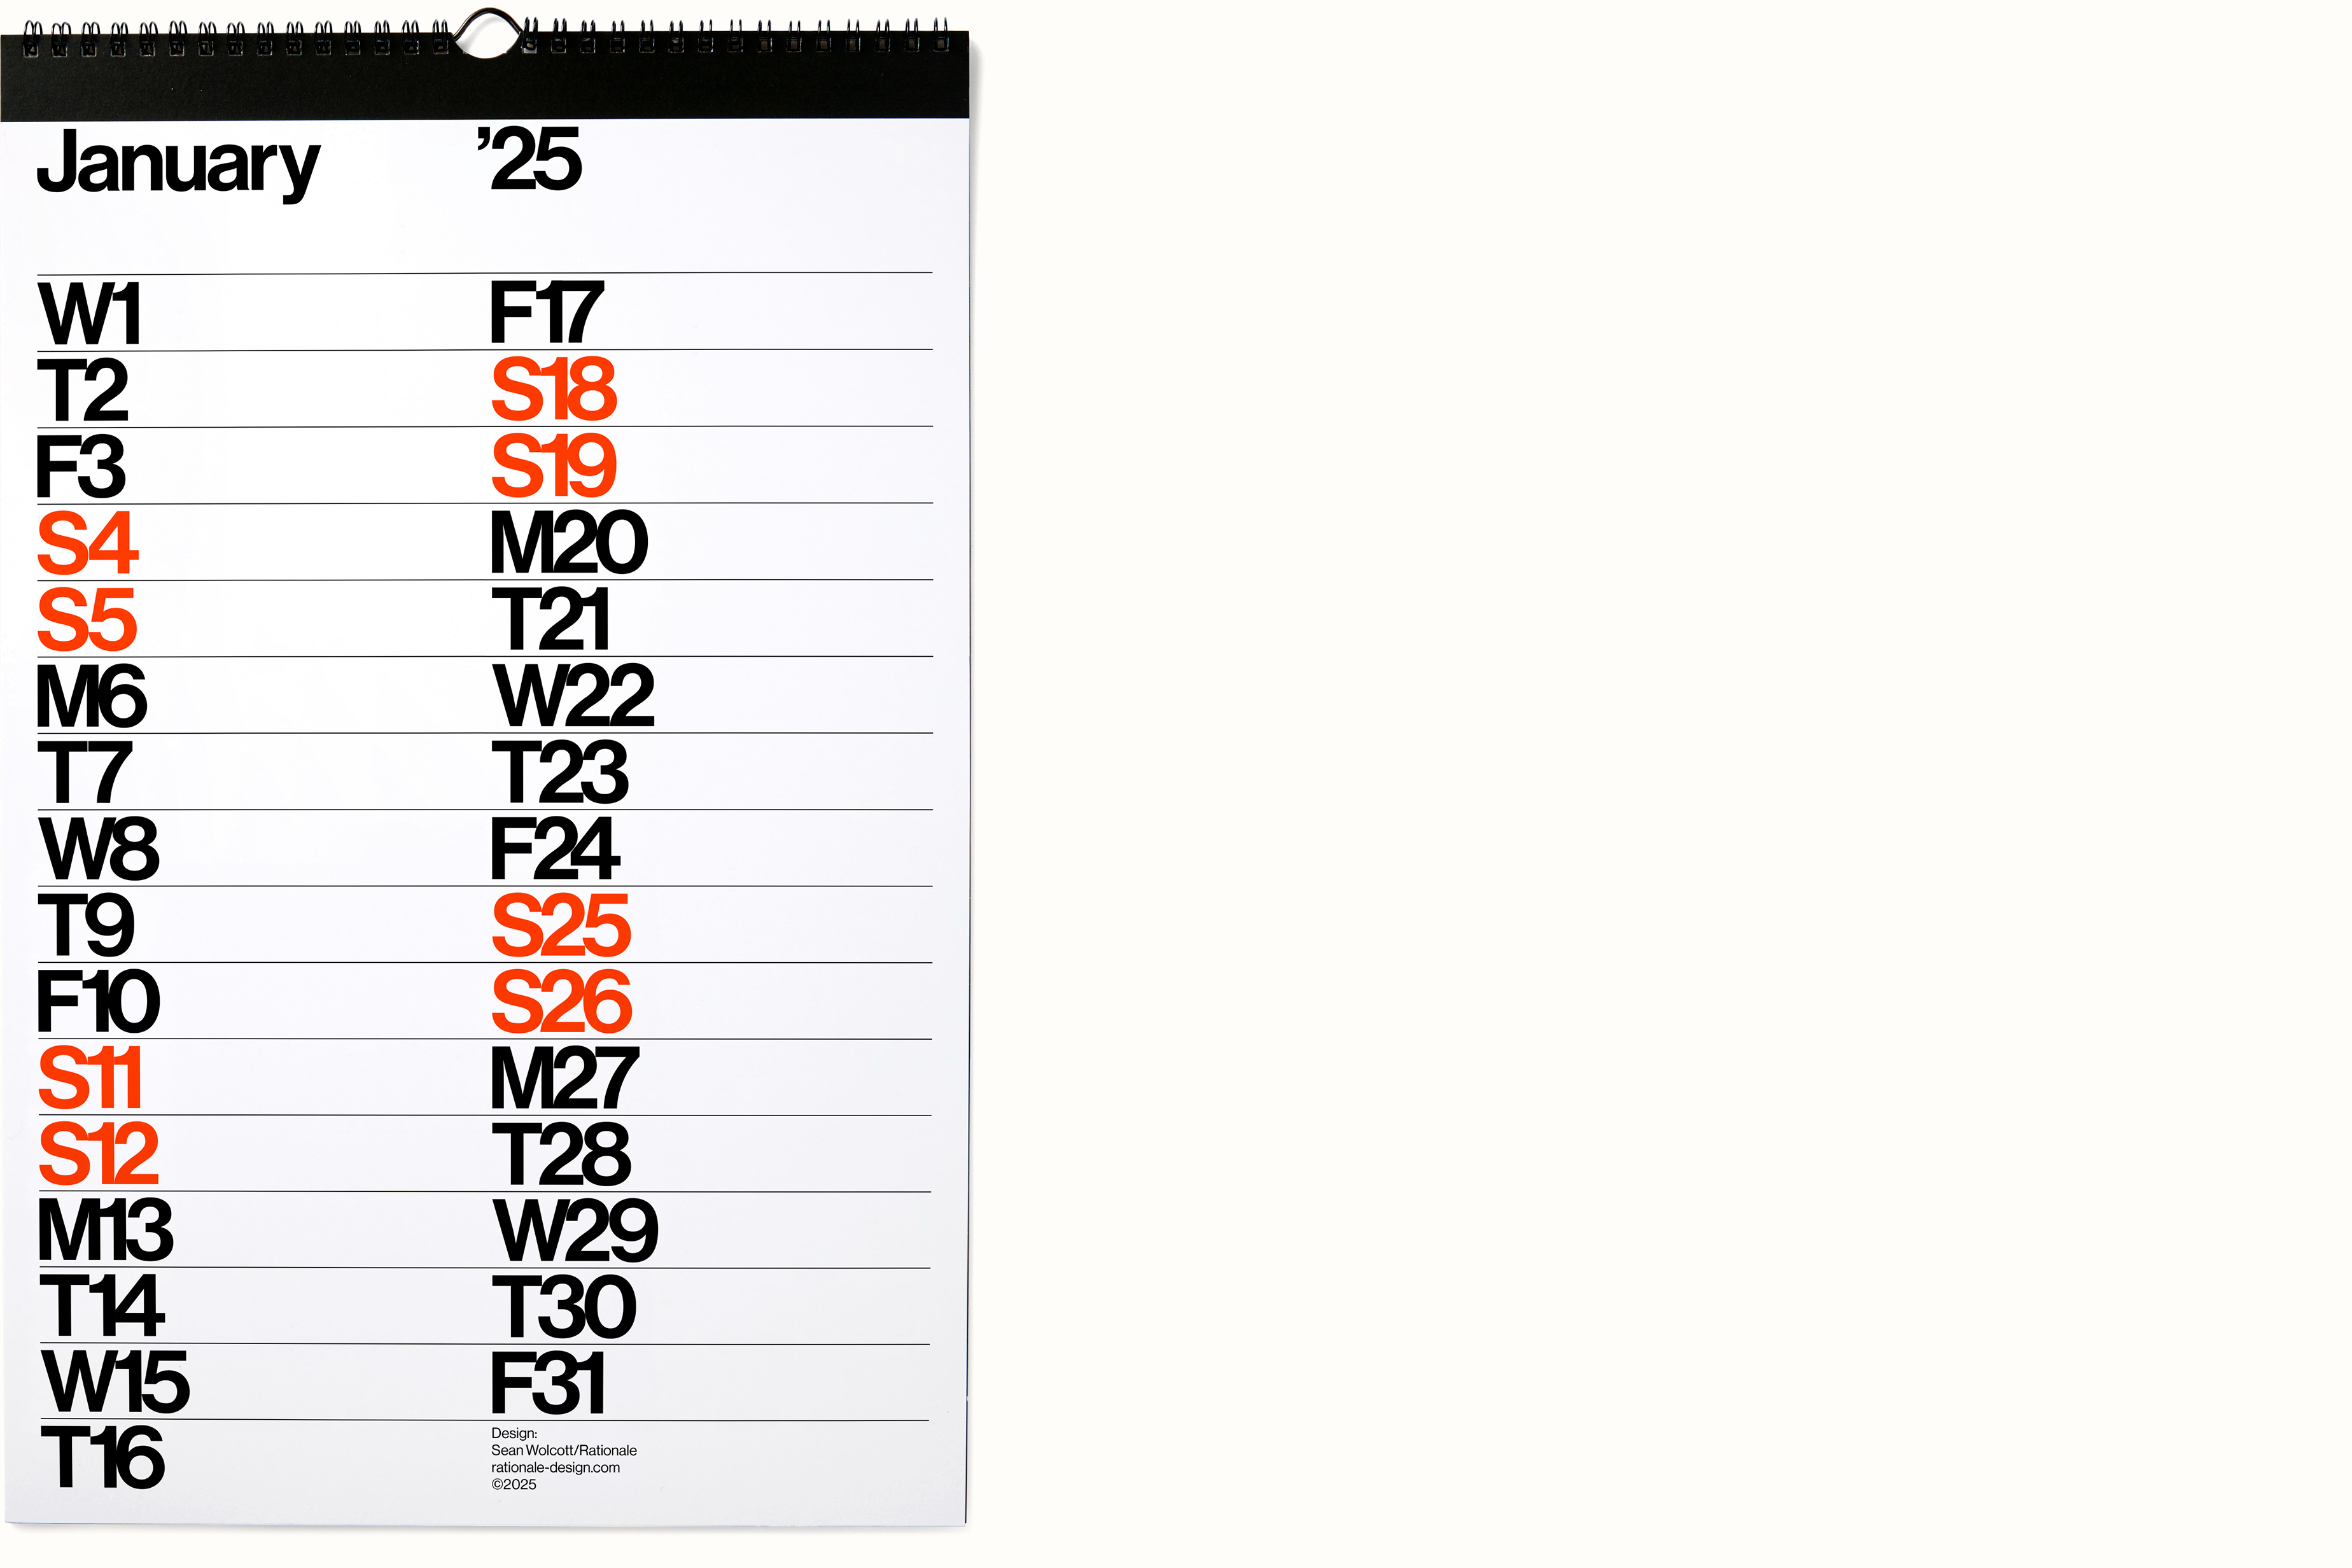 January ’25
W1
T2
F3
S4
S5
M6
T7
W8
T9
F10
S11
S12
M13
T14
W15
T16
F17
S18
S19
M20
T21
W22
T23
F24
S25
S26
M27
T28
W29
T30
F31
Design:
Sean Wolcott/Rationale
rationale-design.com
©2025